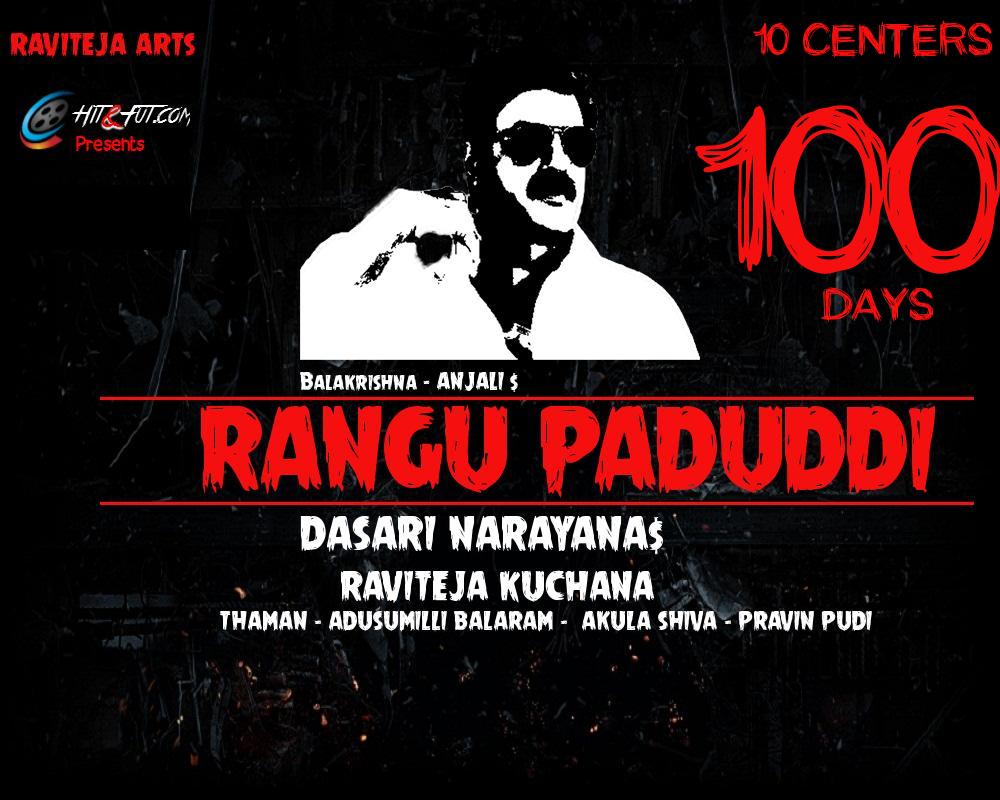 RAVITEJA ARTS
HIT&FUT.COM
Presents
10 CENTERS
100
DAYS
BALAKRISHNA - ANJALI $
RANGU PADUDDI
DASARI NARAYANA$
RAVITEJA KUCHANA
THAMAN - ADUSUMILLI BALARAM - AKULA SHIVA - PRAVIN PUDI